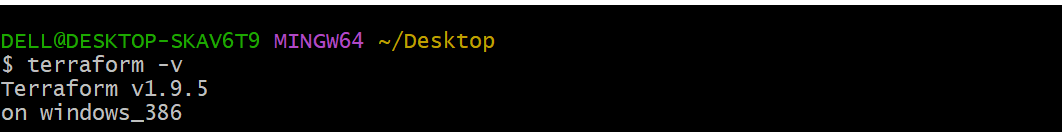 DELL@DESKTOP-SKAV6T9 MINGW64 ~/Desktop
$ terraform -v
Terraform v1.9.5
on windows_386